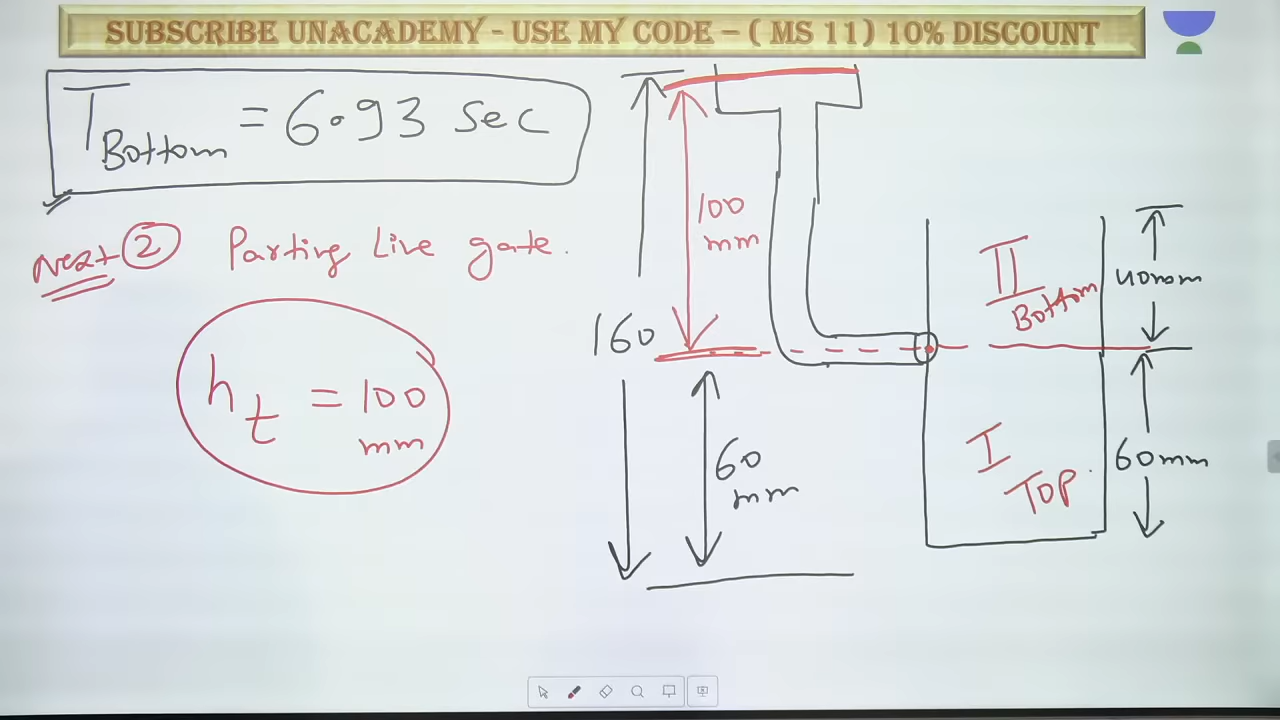 SUBSCRIBE UNACADEMY - USE MY CODE – ( MS 11) 10% DISCOUNT
T Bottom = 6.93 sec
Next ② Parting Line gate.
ht = 100 mm
160
100 mm
60 mm
II Bottom
40mm
I TOP
60mm